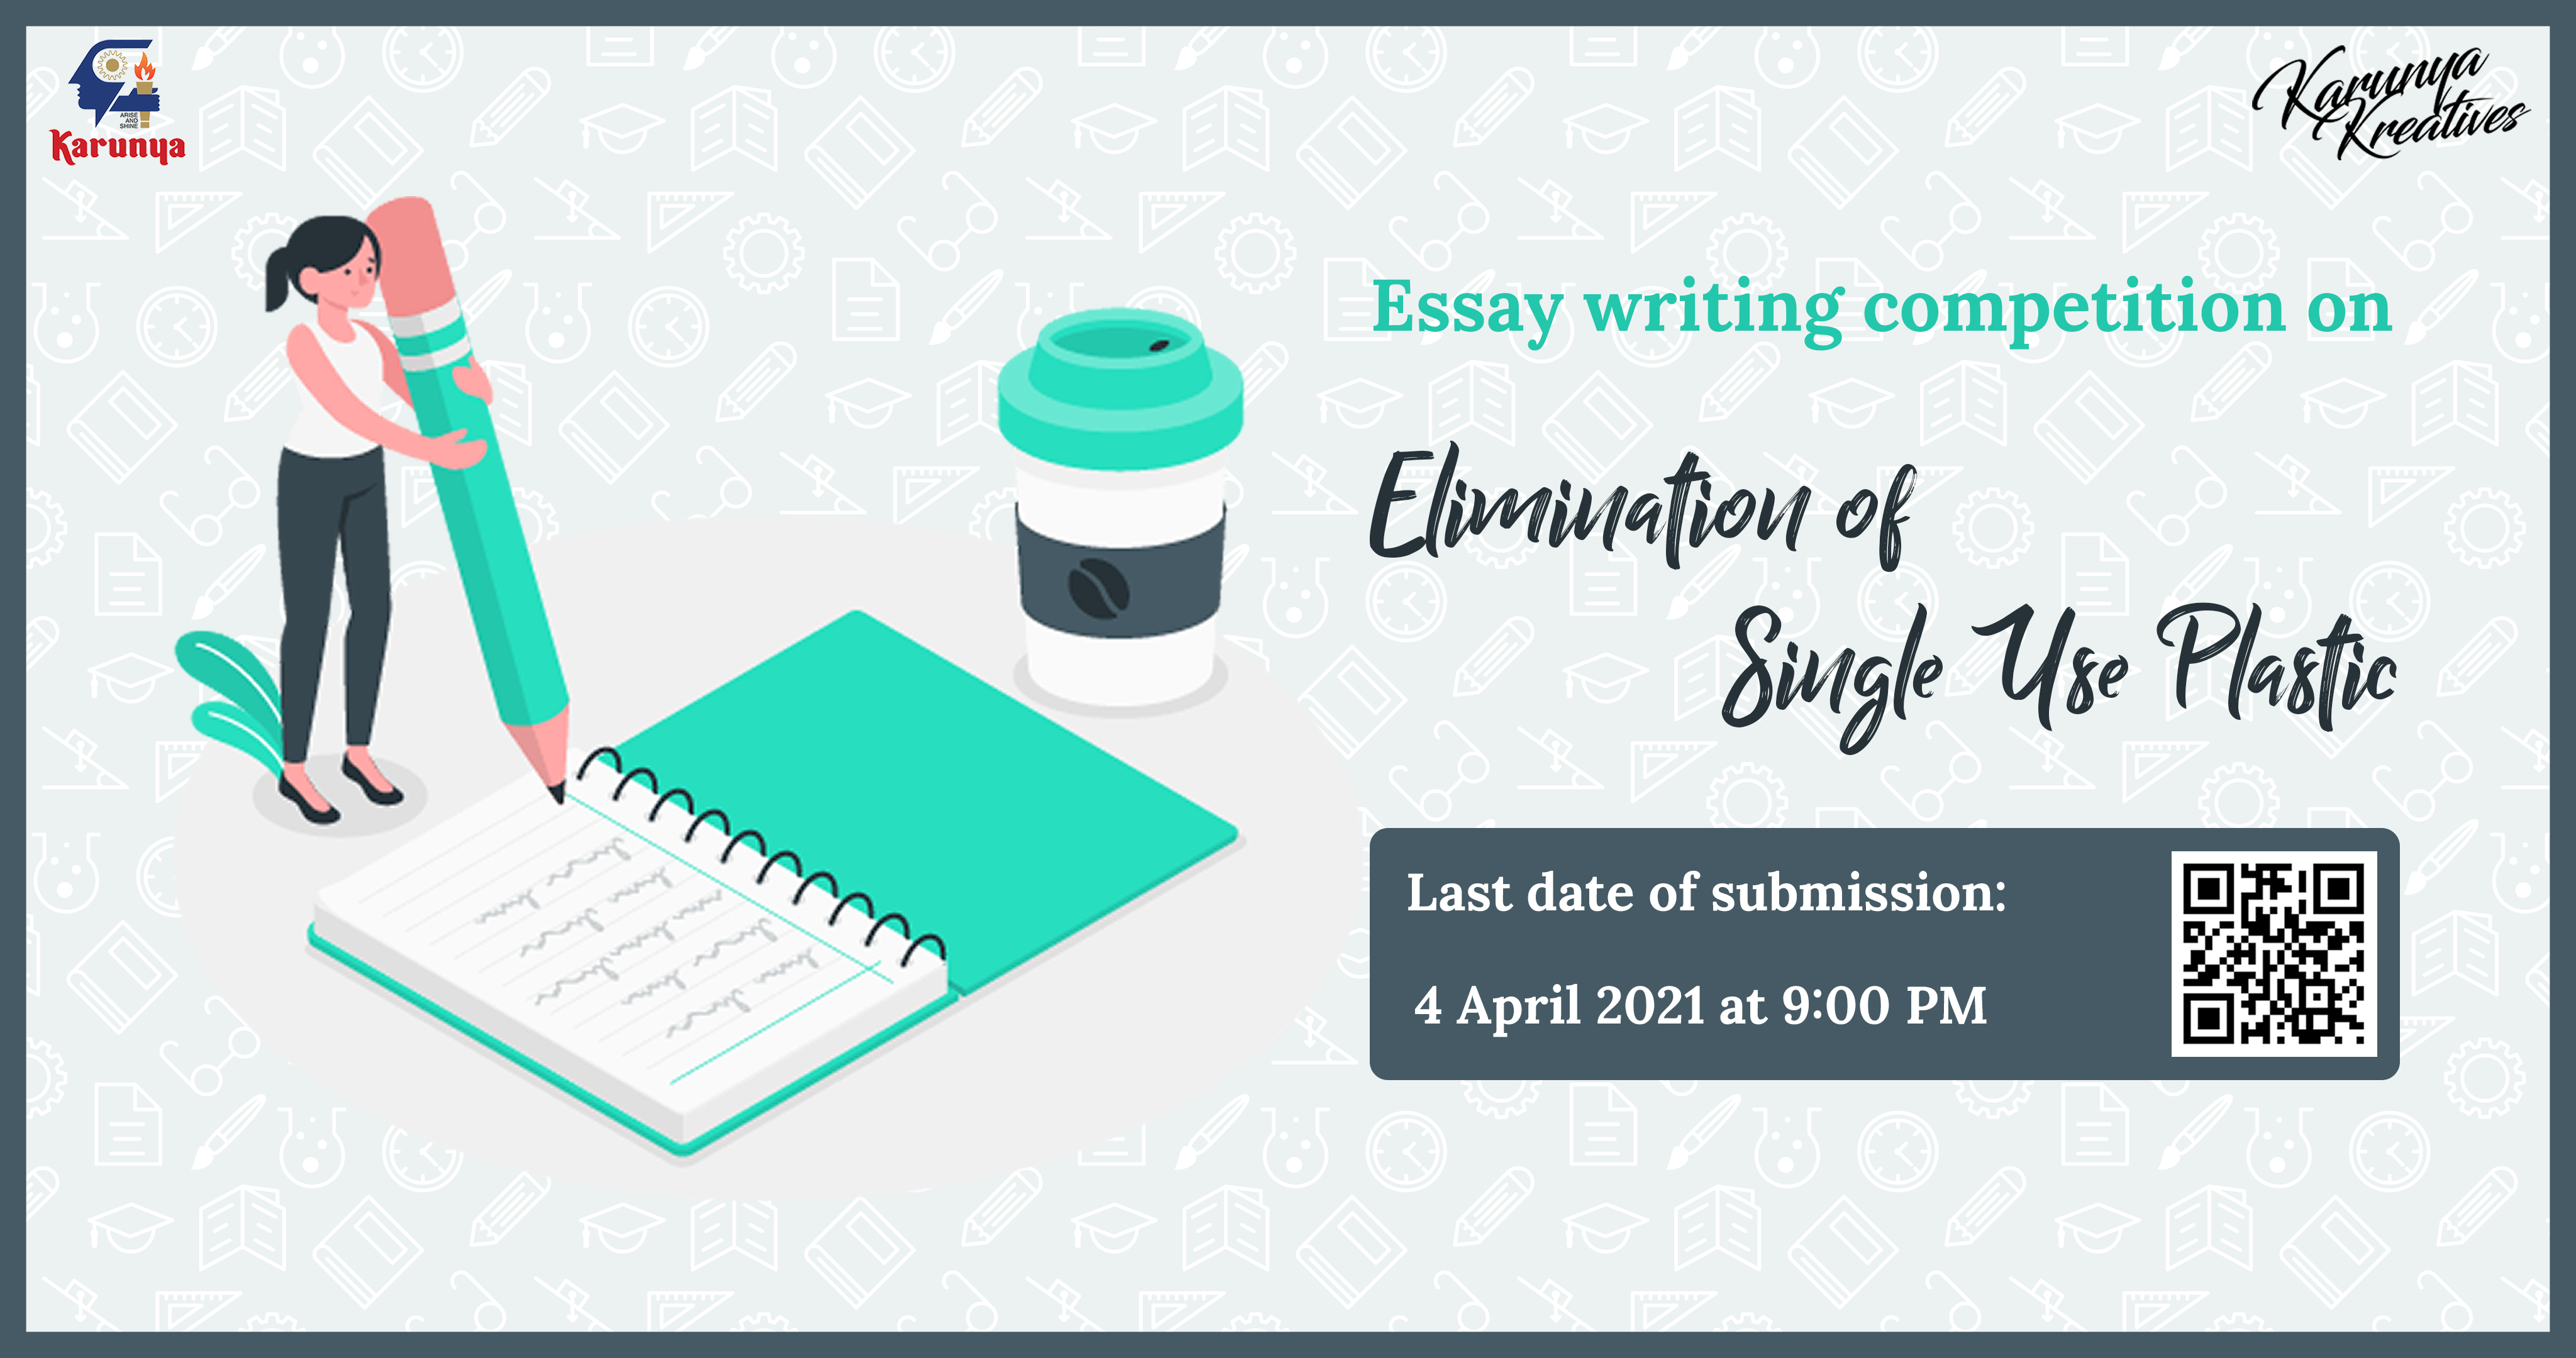 ARISE
AND
SHINE
Karunya
Karunya
Kreatives
Essay writing competition on
Elimination of
Single Use Plastic
Last date of submission:
4 April 2021 at 9:00 PM